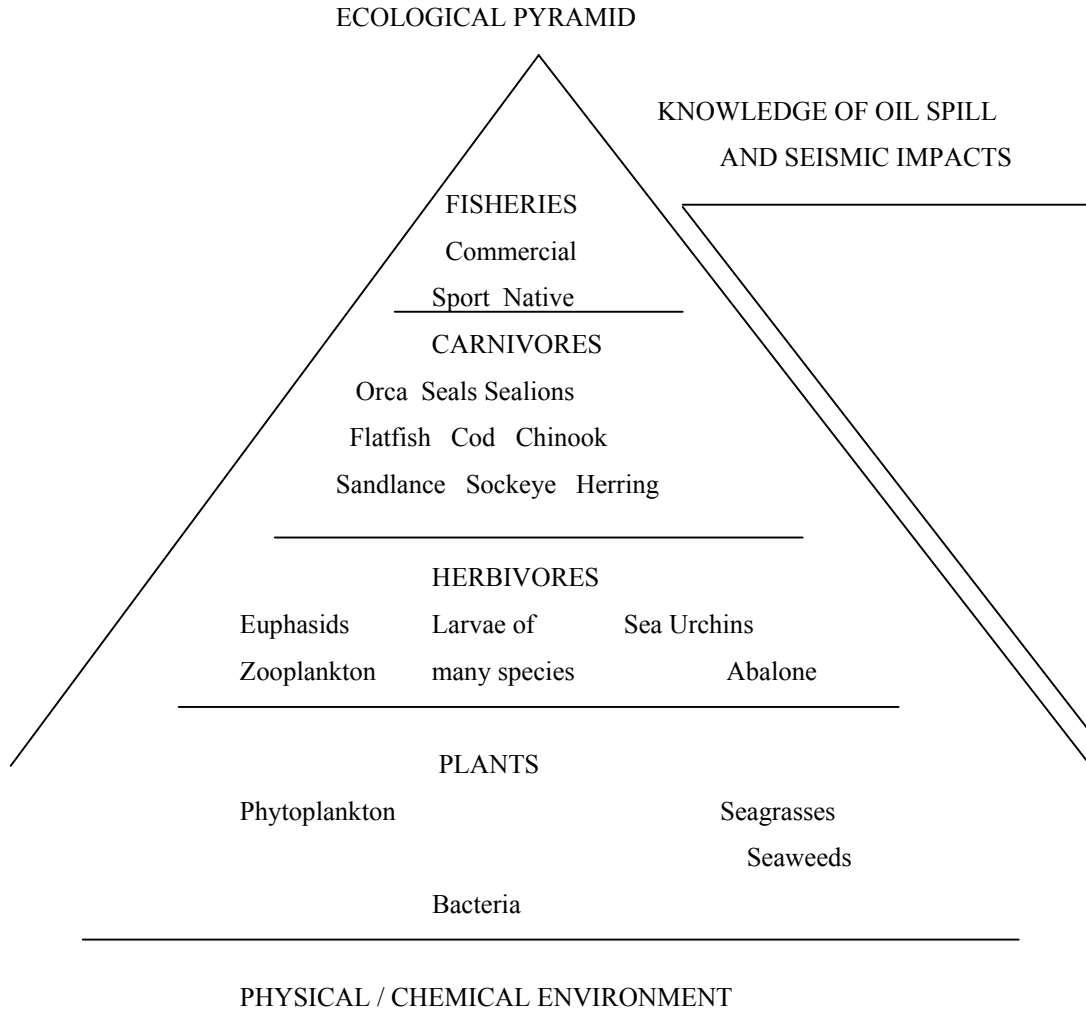 ECOLOGICAL PYRAMID
KNOWLEDGE OF OIL SPILL
AND SEISMIC IMPACTS
FISHERIES
Commercial
Sport Native
CARNIVORES
Orca Seals Sealions
Flatfish Cod Chinook
Sandlance Sockeye Herring
HERBIVORES
Euphasids Larvae of Sea Urchins
Zooplankton many species Abalone
PLANTS
Phytoplankton Seagrasses
Seaweeds
Bacteria
PHYSICAL / CHEMICAL ENVIRONMENT